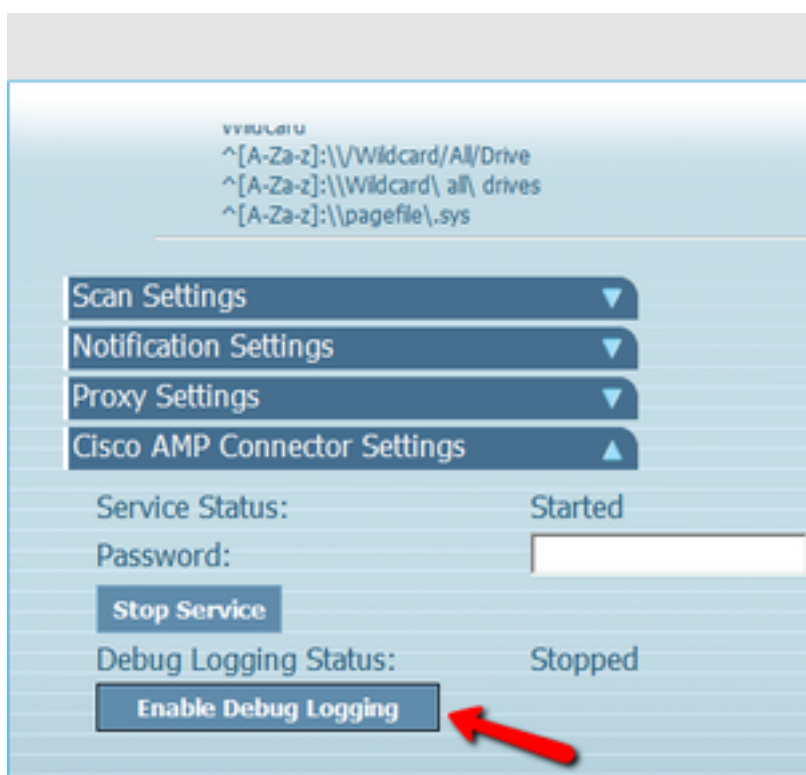 ^[A-Za-z]:\\/Wildcard/All/Drive
^[A-Za-z]:\\Wildcard\ all\ drives
^[A-Za-z]:\\pagefile\.sys
Scan Settings
Notification Settings
Proxy Settings
Cisco AMP Connector Settings
Service Status: Started
Password:
Stop Service
Debug Logging Status: Stopped
Enable Debug Logging